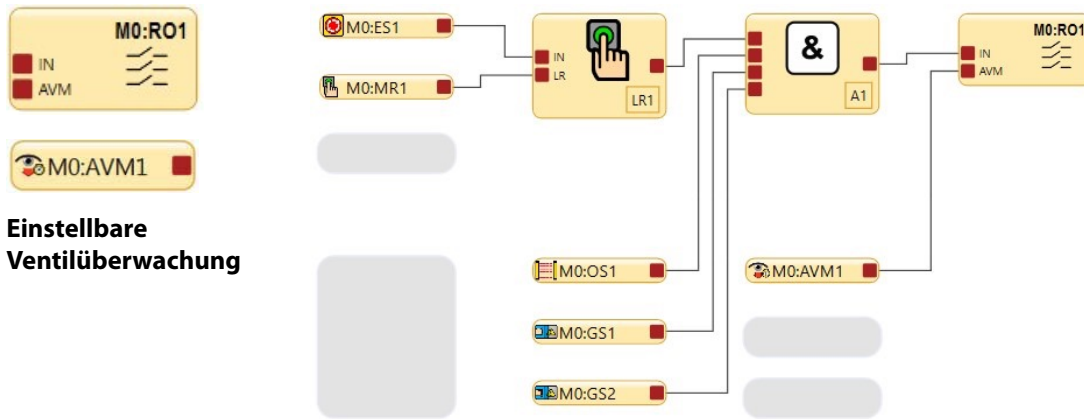 M0:RO1
IN
AVM
M0:AVM1
Einstellbare
Ventilüberwachung
M0:ES1
M0:MR1
IN
LR
LR1
&
A1
M0:RO1
IN
AVM
M0:OS1
M0:AVM1
M0:GS1
M0:GS2